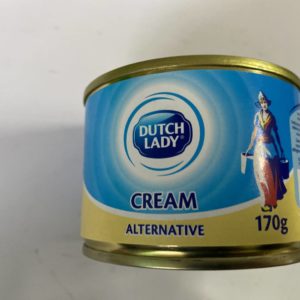 DUTCH
LADY®
CREAM
ALTERNATIVE
170g